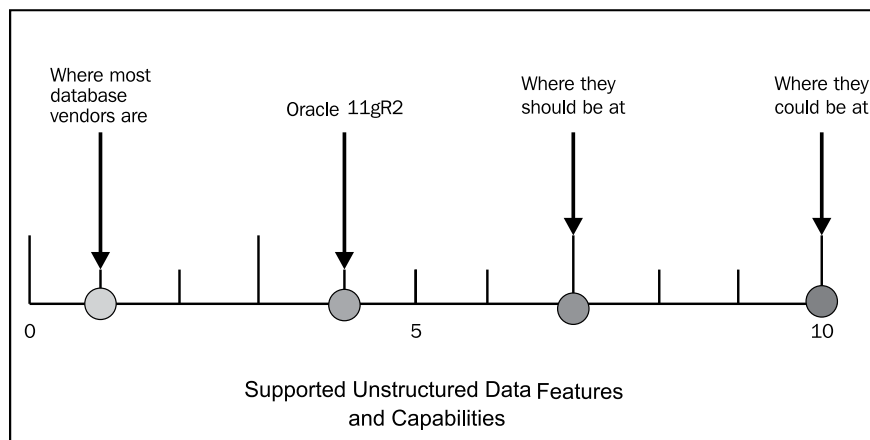 Where most
database
vendors are
Oracle 11gR2
Where they
should be at
Where they
could be at
0
5
10
Supported Unstructured Data Features
and Capabilities